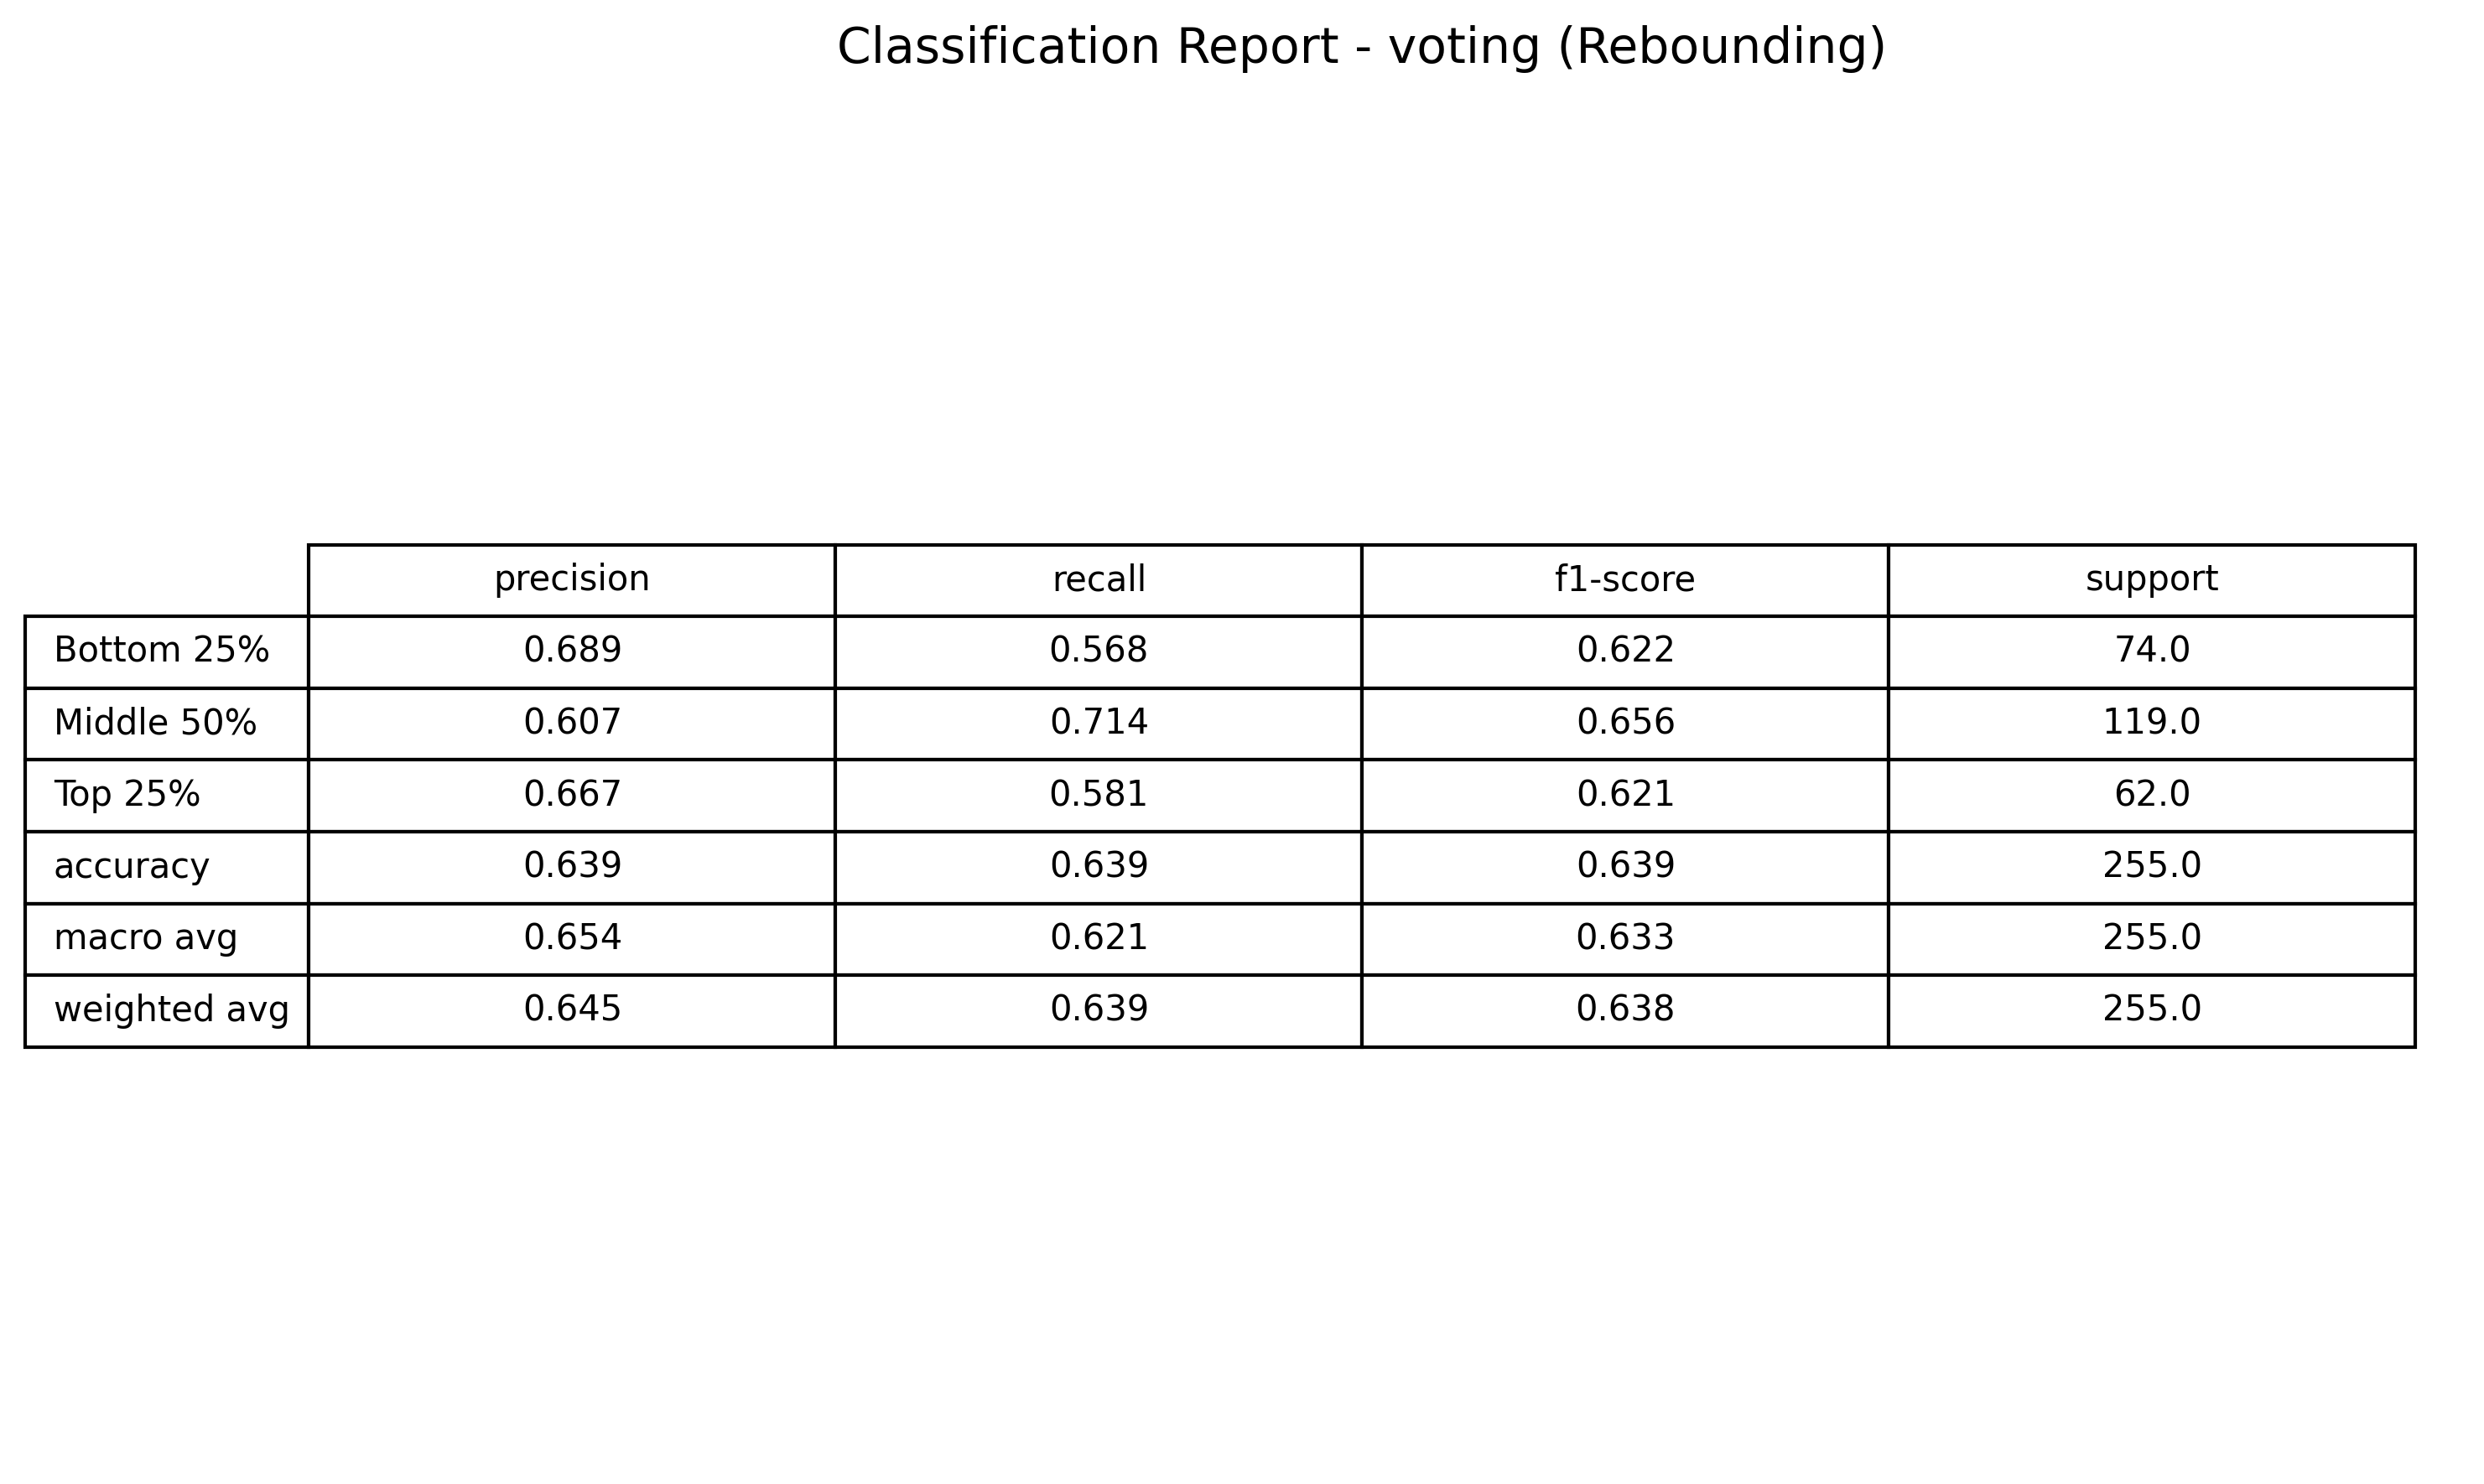 Classification Report - voting (Rebounding)
precision recall f1-score support
Bottom 25% 0.689 0.568 0.622 74.0
Middle 50% 0.607 0.714 0.656 119.0
Top 25% 0.667 0.581 0.621 62.0
accuracy 0.639 0.639 0.639 255.0
macro avg 0.654 0.621 0.633 255.0
weighted avg 0.645 0.639 0.638 255.0